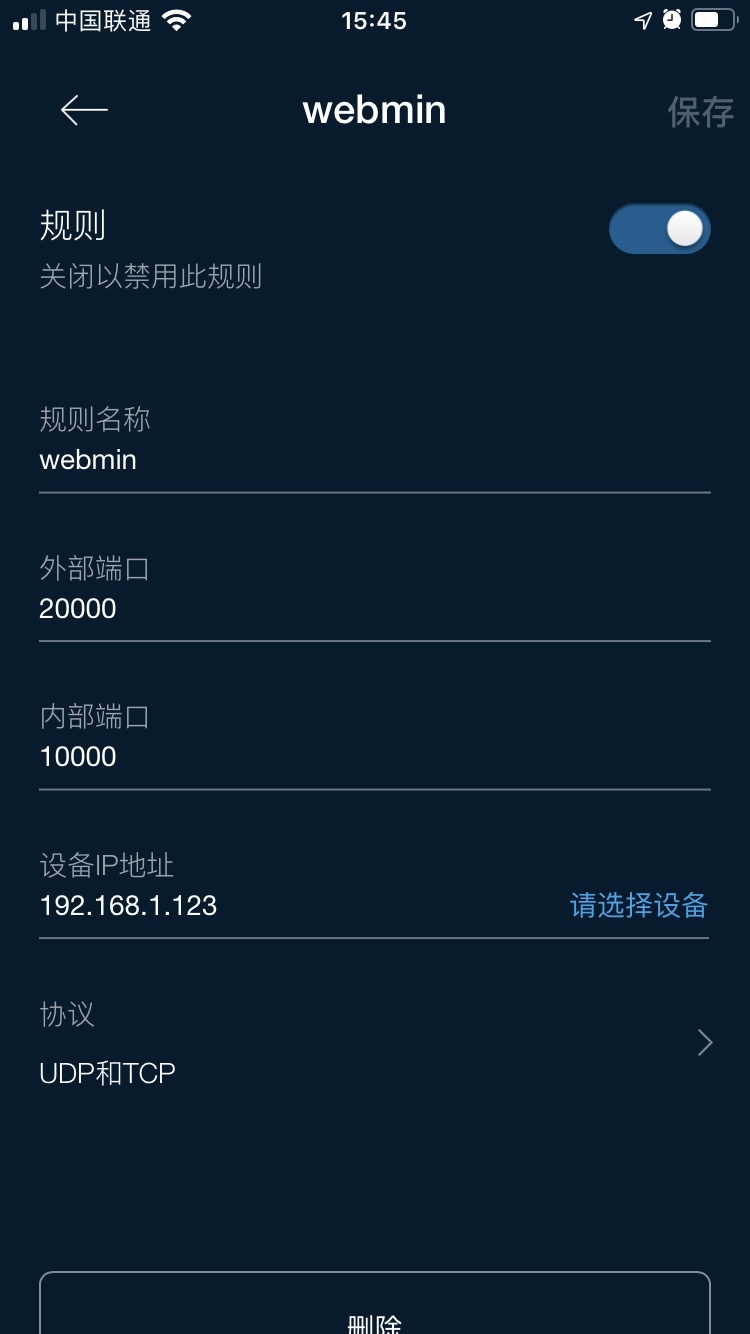 中国联通
15:45
webmin
保存
规则
关闭以禁用此规则
规则名称
webmin
外部端口
20000
内部端口
10000
设备IP地址
192.168.1.123
请选择设备
协议
UDP和TCP
删除